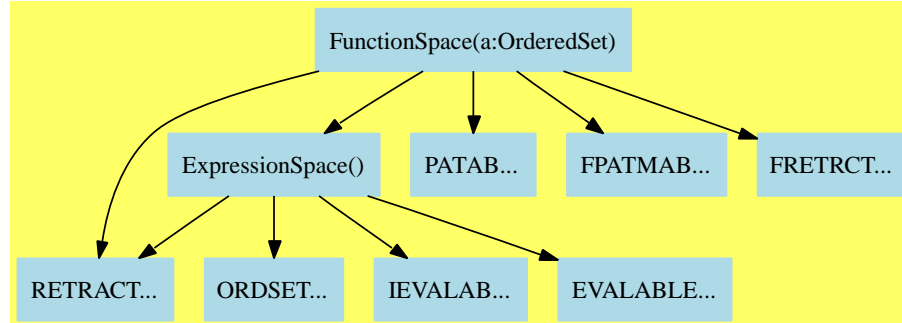 FunctionSpace(a:OrderedSet)
ExpressionSpace()
PATAB...
FPATMAB...
FRETRCT...
RETRACT...
ORDSET...
IEVALAB...
EVALABLE...